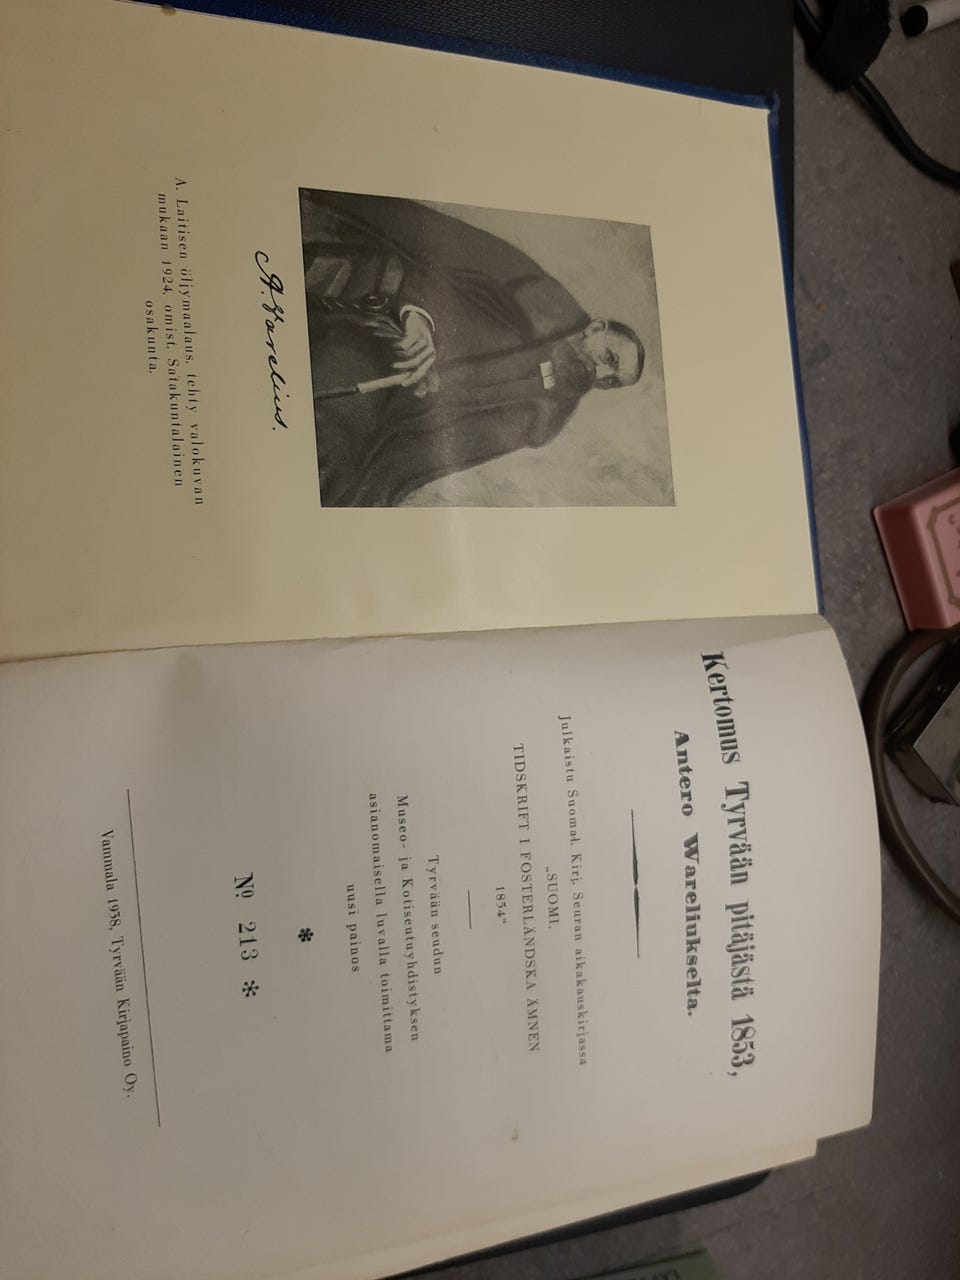 A. Varelius.
A. Laitisen öljymaalaus, tehty valokuvan
mukaan 1924, omist. Satakuntalainen
osakunta.
Kertomus Tyrvään pitäjästä 1853,
Antero Wareliukselta.
Julkaistu Suomal. Kirj. Seuran aikakauskirjassa
„SUOMI,
TIDSKRIFT I FOSTERLÄNDSKA ÄMNEN
1854“
Tyrvään seudun
Museo- ja Kotiseutuyhdistyksen
asianomaisella luvalla toimittama
uusi painos
*
№ 213 *
Vammala 1938, Tyrvään Kirjapaino Oy.